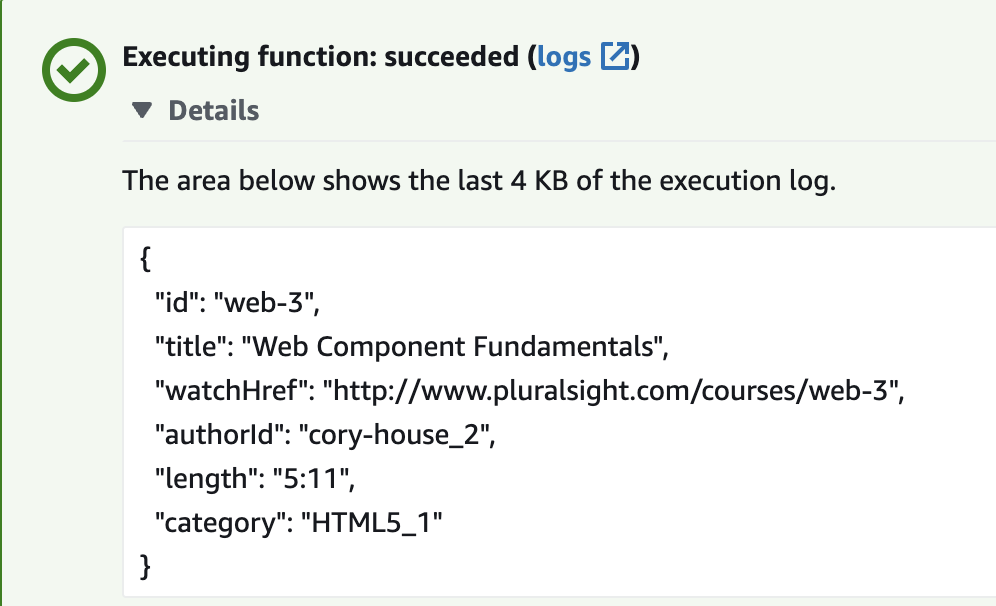 Executing function: succeeded (logs)
Details
The area below shows the last 4 KB of the execution log.
{
"id": "web-3",
"title": "Web Component Fundamentals",
"watchHref": "http://www.pluralsight.com/courses/web-3",
"authorId": "cory-house_2",
"length": "5:11",
"category": "HTML5_1"
}